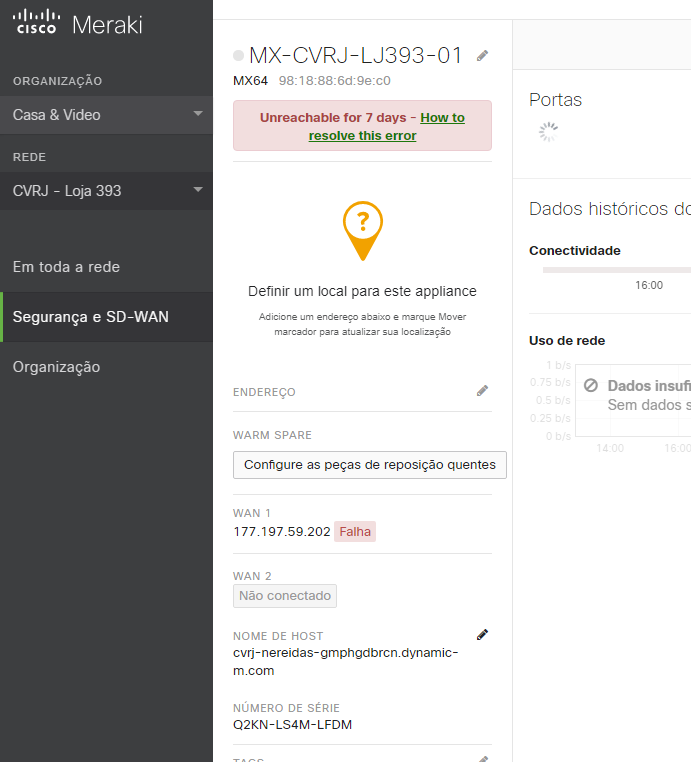 cisco Meraki
ORGANIZAÇÃO
Casa & Video
REDE
CVRJ - Loja 393
Em toda a rede
Segurança e SD-WAN
Organização
MX-CVRJ-LJ393-01
MX64 98:18:88:6d:9e:c0
Unreachable for 7 days - How to
resolve this error
?
Definir um local para este appliance
Adicione um endereço abaixo e marque Mover
marcador para atualizar sua localização
ENDEREÇO
WARM SPARE
Configure as peças de reposição quentes
WAN 1
177.197.59.202 Falha
WAN 2
Não conectado
NOME DE HOST
cvrj-nereidas-gmphgdbrcn.dynamic-
m.com
NÚMERO DE SÉRIE
Q2KN-LS4M-LFDM
TAGS
Portas
Dados históricos do
Conectividade
16:00
Uso de rede
1 b/s
0.75 b/s
0.5 b/s
0.25 b/s
0 b/s
Dados insufi
Sem dados s
14:00
16:00